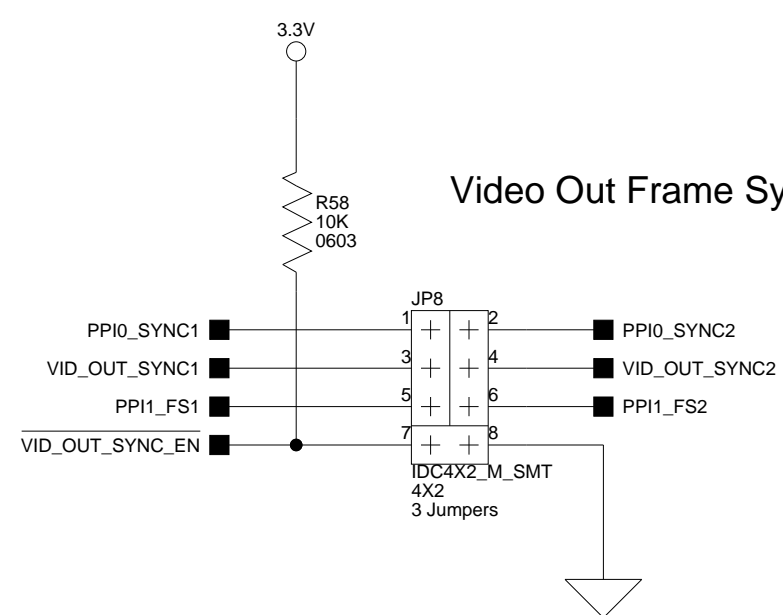 3.3V
R58
10K
0603
Video Out Frame Sy
JP8
PPI0_SYNC1 1 2 PPI0_SYNC2
VID_OUT_SYNC1 3 4 VID_OUT_SYNC2
PPI1_FS1 5 6 PPI1_FS2
VID_OUT_SYNC_EN 7 8
IDC4X2_M_SMT
4X2
3 Jumpers